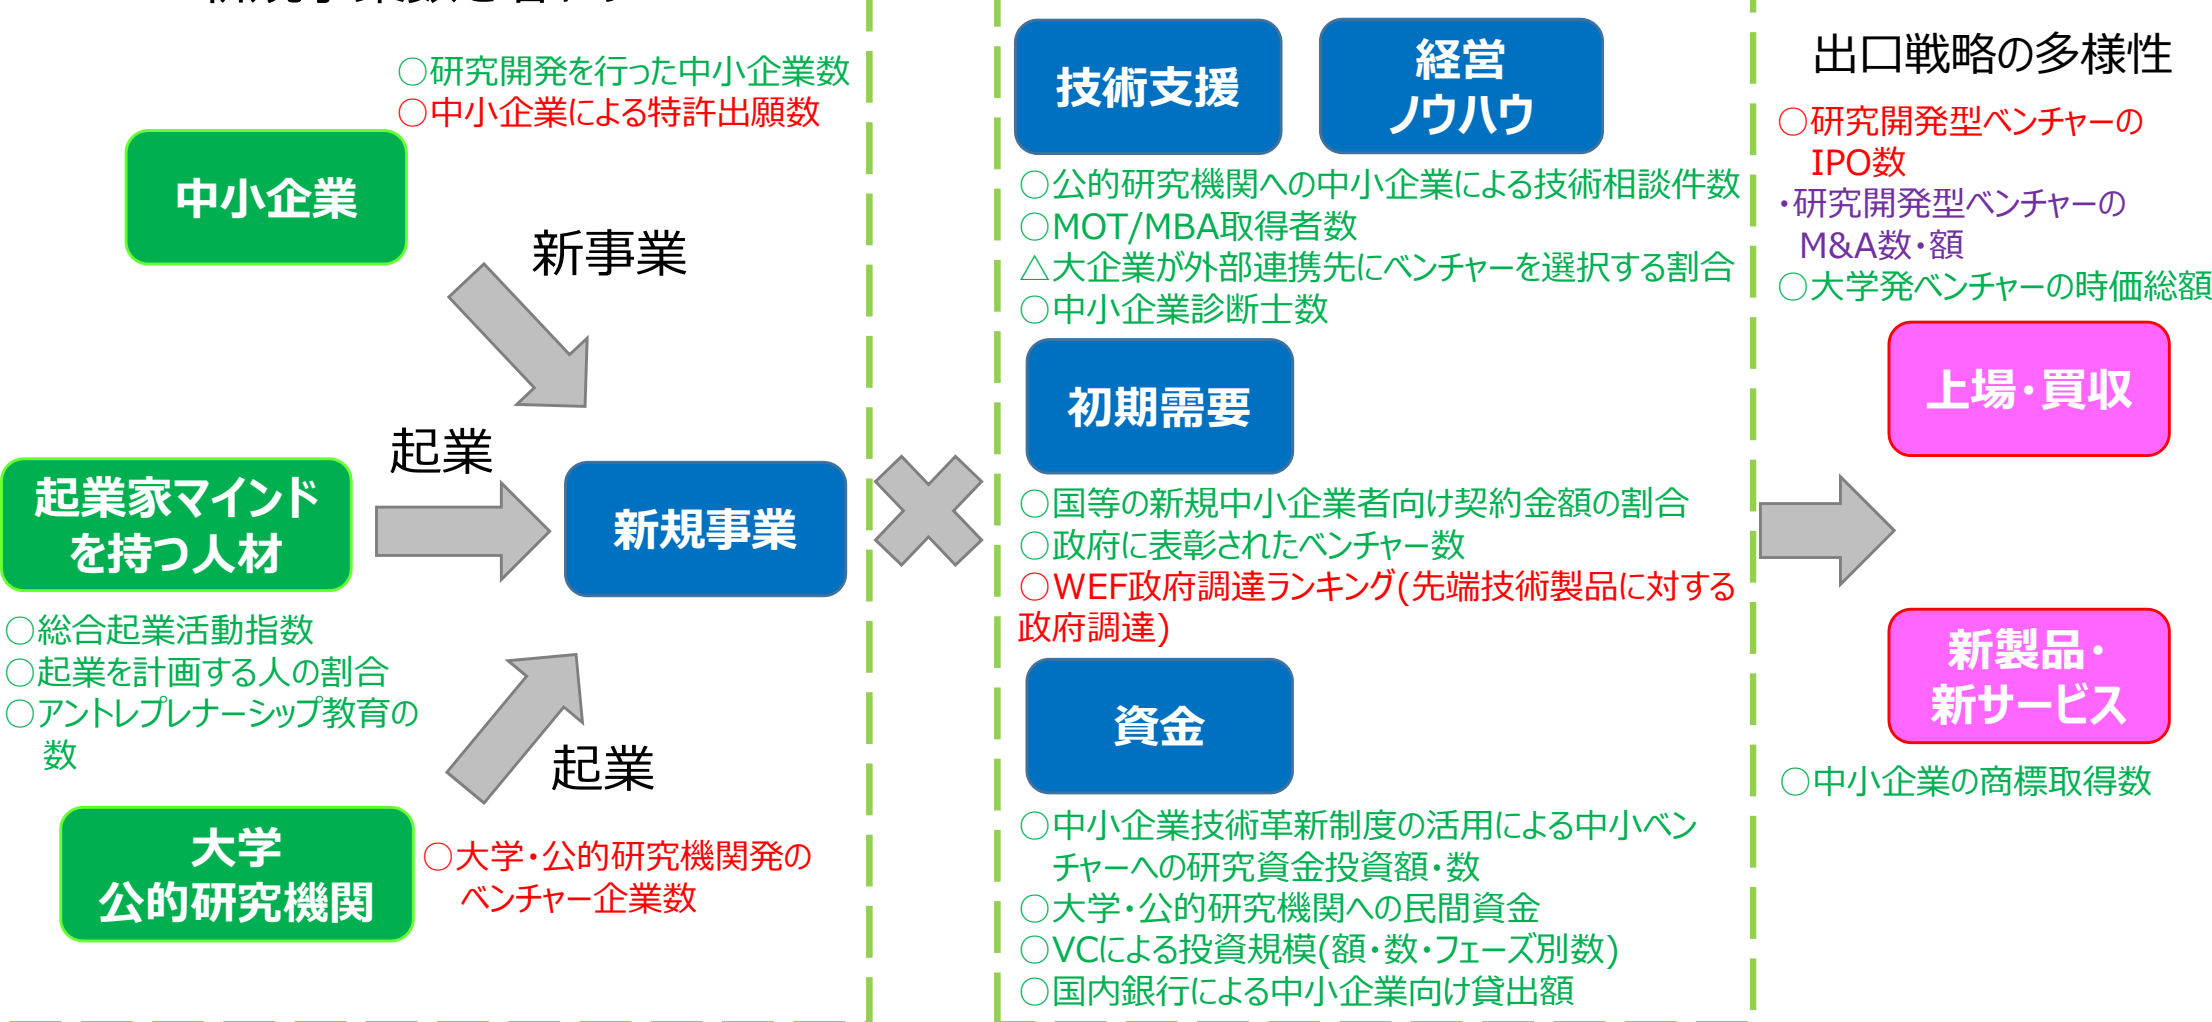 ○研究開発を行った中小企業数
○中小企業による特許出願数
中小企業
新事業
起業
起業家マインド
を持つ人材
新規事業
○総合起業活動指数
○起業を計画する人の割合
○アントレプレナーシップ教育の
数
起業
大学
公的研究機関
○大学・公的研究機関発の
ベンチャー企業数
技術支援
経営
ノウハウ
○公的研究機関への中小企業による技術相談件数
○MOT/MBA取得者数
△大企業が外部連携先にベンチャーを選択する割合
○中小企業診断士数
初期需要
○国等の新規中小企業者向け契約金額の割合
○政府に表彰されたベンチャー数
○WEF政府調達ランキング(先端技術製品に対する
政府調達)
資金
○中小企業技術革新制度の活用による中小ベン
チャーへの研究資金投資額・数
○大学・公的研究機関への民間資金
○VCによる投資規模(額・数・フェーズ別数)
○国内銀行による中小企業向け貸出額
出口戦略の多様性
○研究開発型ベンチャーの
IPO数
・研究開発型ベンチャーの
M&A数・額
○大学発ベンチャーの時価総額
上場・買収
新製品・
新サービス
○中小企業の商標取得数